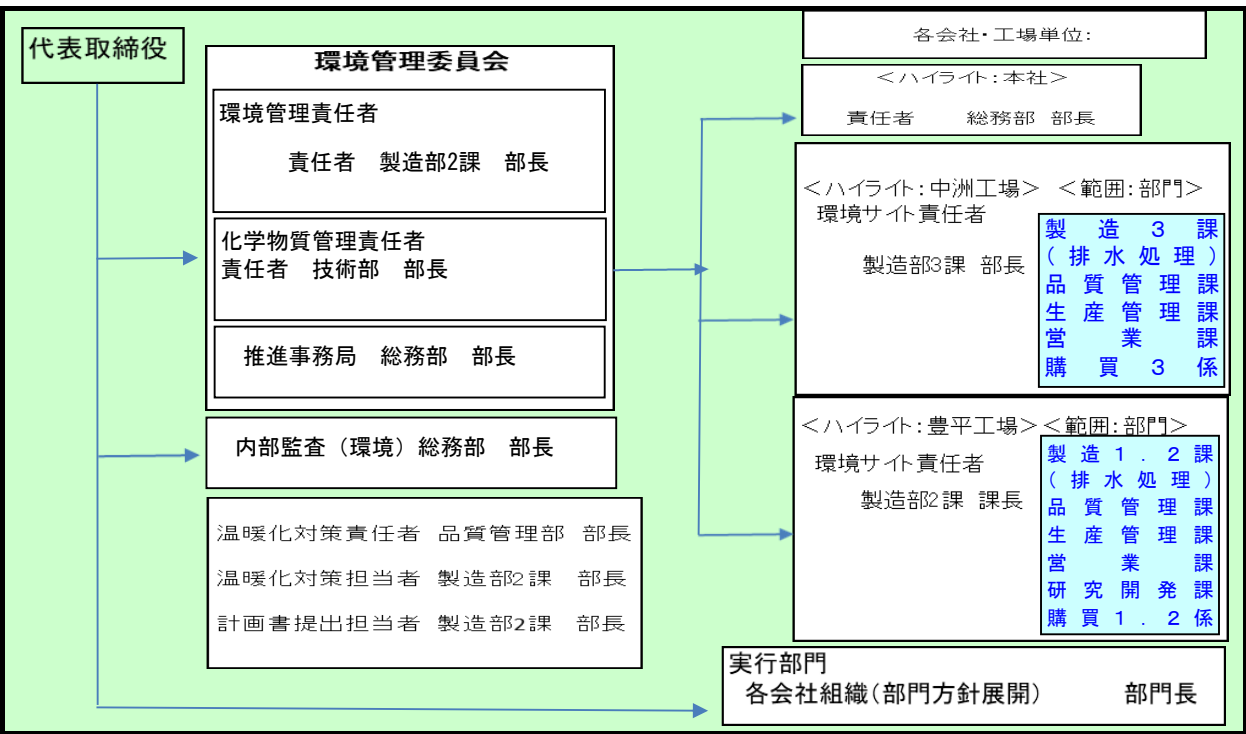 代表取締役
環境管理委員会
環境管理責任者
責任者 製造部2課 部長
化学物質管理責任者
責任者 技術部 部長
推進事務局 総務部 部長
内部監査（環境）総務部 部長
温暖化対策責任者 品質管理部 部長
温暖化対策担当者 製造部2課 部長
計画書提出担当者 製造部2課 部長
各会社・工場単位:
＜ハイライト:本社＞
責任者 総務部 部長
＜ハイライト:中洲工場＞ ＜範囲:部門＞
環境サイト責任者
製造部3課 部長
製造3課
(排水処理)
品質管理課
生産管理課
営業課
購買3係
＜ハイライト:豊平工場＞＜範囲:部門＞
環境サイト責任者
製造部2課 課長
製造1.2課
(排水処理)
品質管理課
生産管理課
営業課
研究開発課
購買1.2係
実行部門
各会社組織(部門方針展開) 部門長